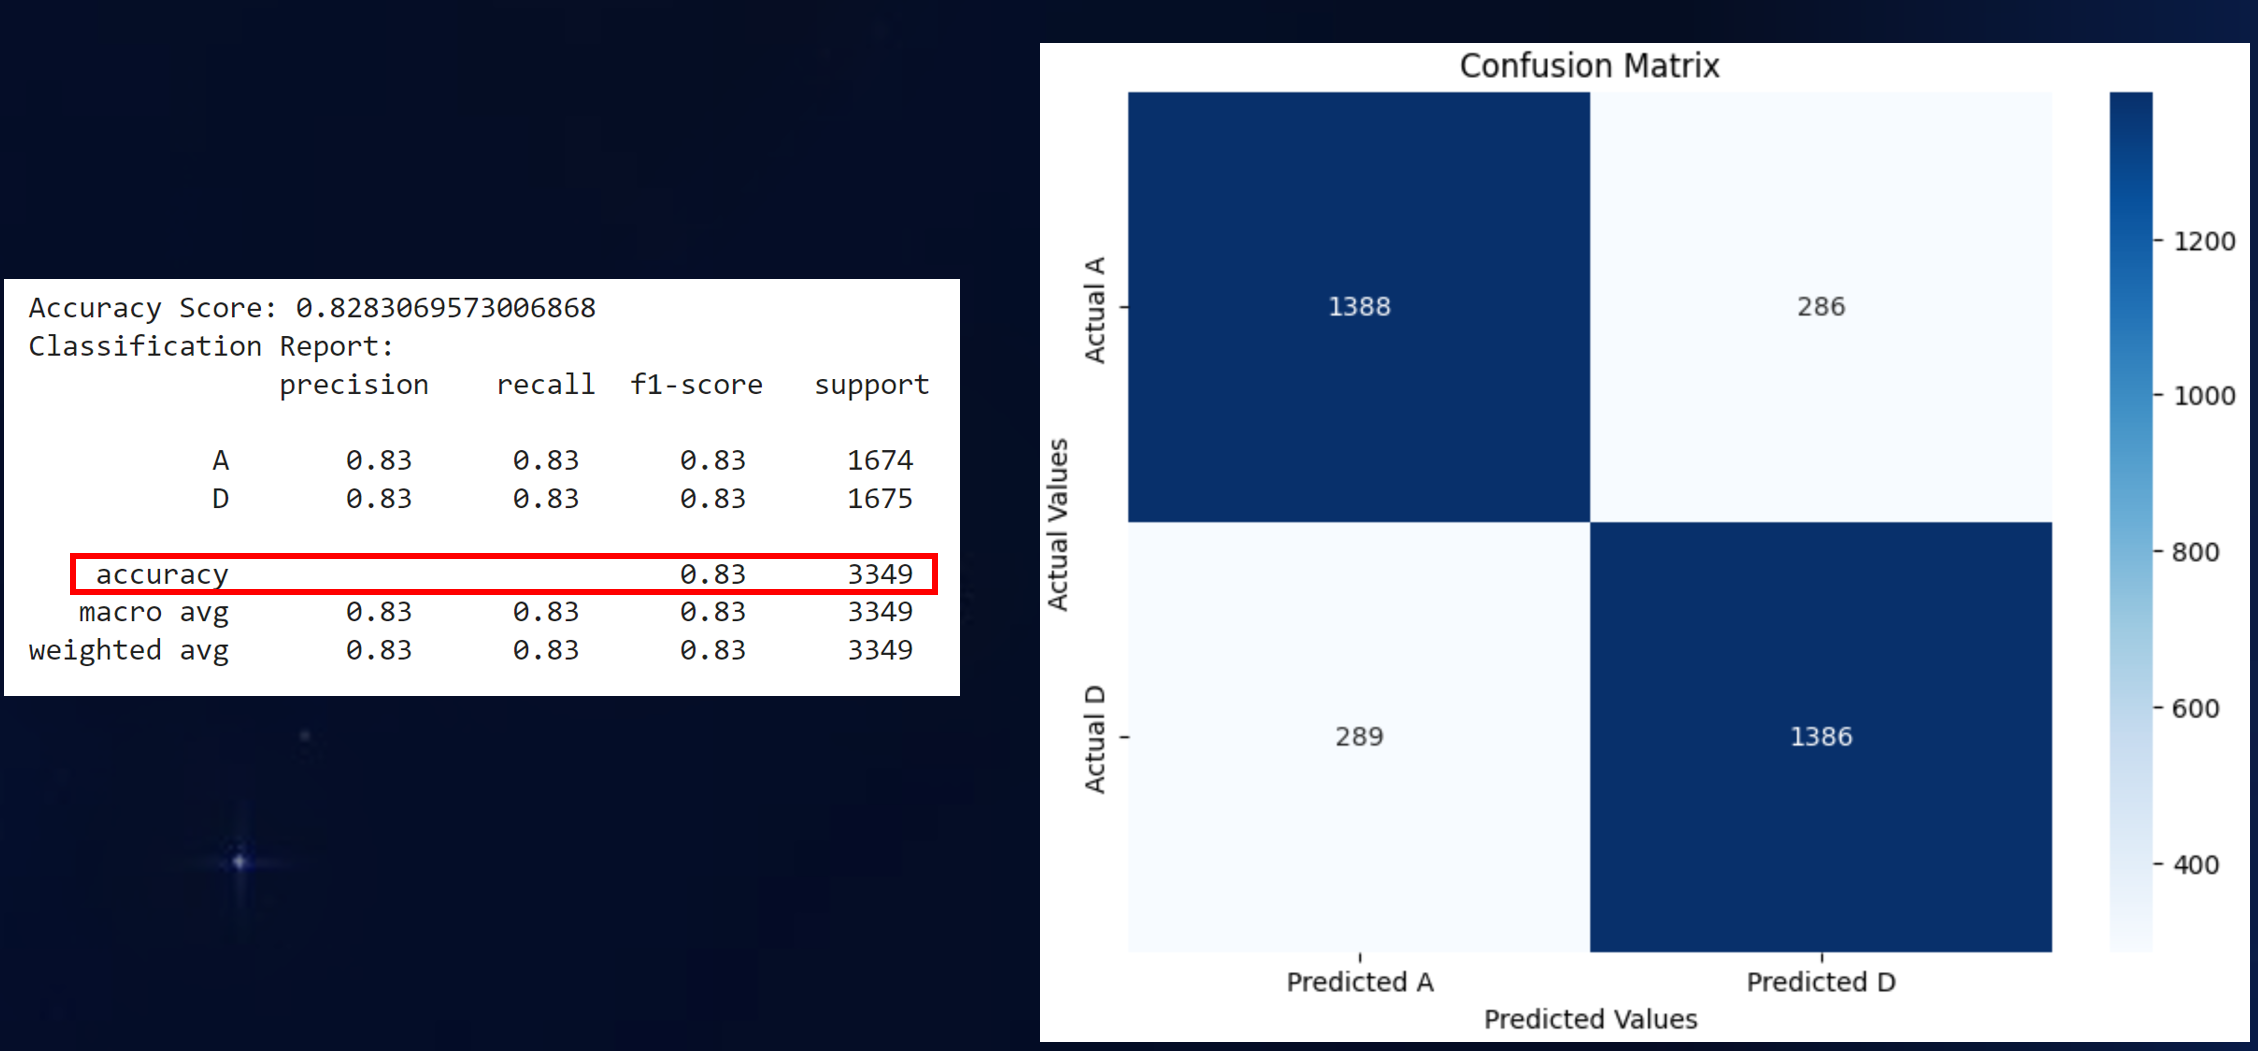 Accuracy Score: 0.8283069573006868
Classification Report:
precision recall f1-score support
A 0.83 0.83 0.83 1674
D 0.83 0.83 0.83 1675
accuracy 0.83 3349
macro avg 0.83 0.83 0.83 3349
weighted avg 0.83 0.83 0.83 3349
Confusion Matrix
Actual Values
Actual A
1388 286
Actual D
289 1386
Predicted A Predicted D
Predicted Values
1200
1000
800
600
400